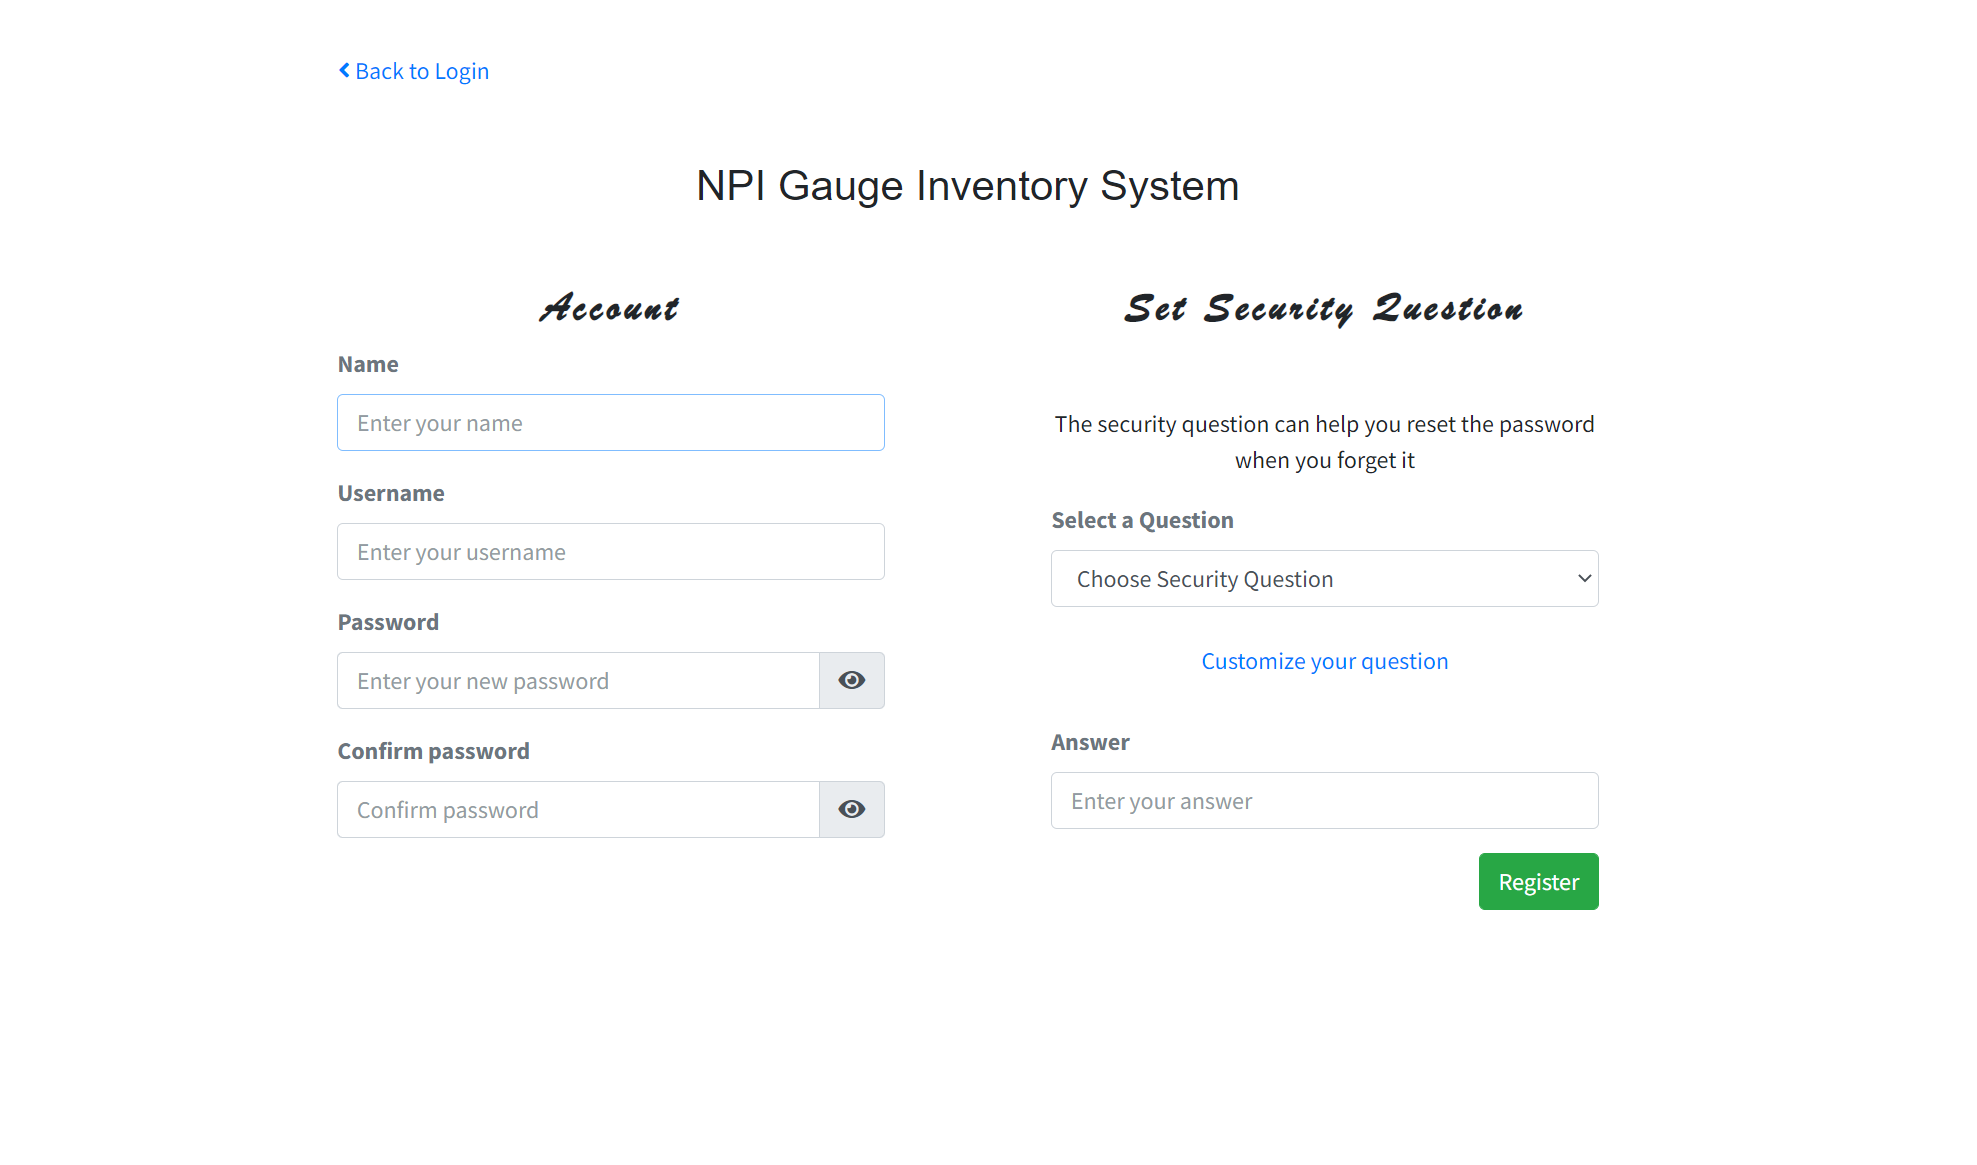 Back to Login
NPI Gauge Inventory System
Account
Name
Enter your name
Username
Enter your username
Password
Enter your new password
Confirm password
Confirm password
Set Security Question
The security question can help you reset the password
when you forget it
Select a Question
Choose Security Question
Customize your question
Answer
Enter your answer
Register